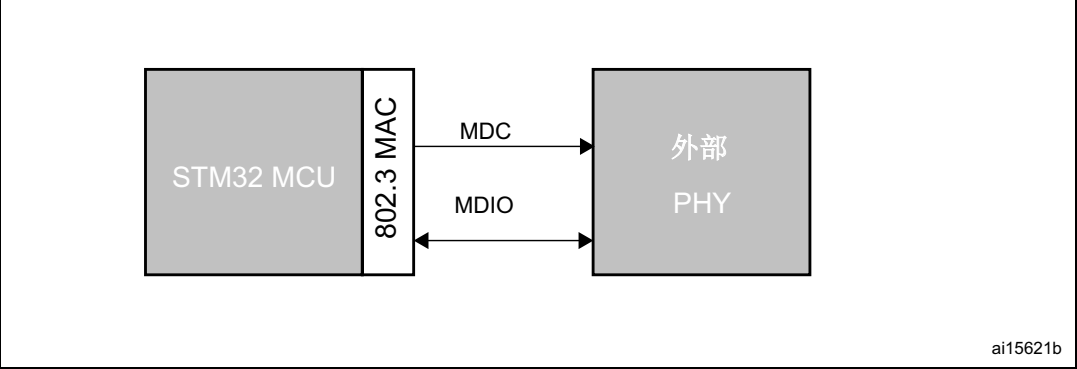 STM32 MCU
802.3 MAC
MDC
MDIO
外部
PHY
ai15621b